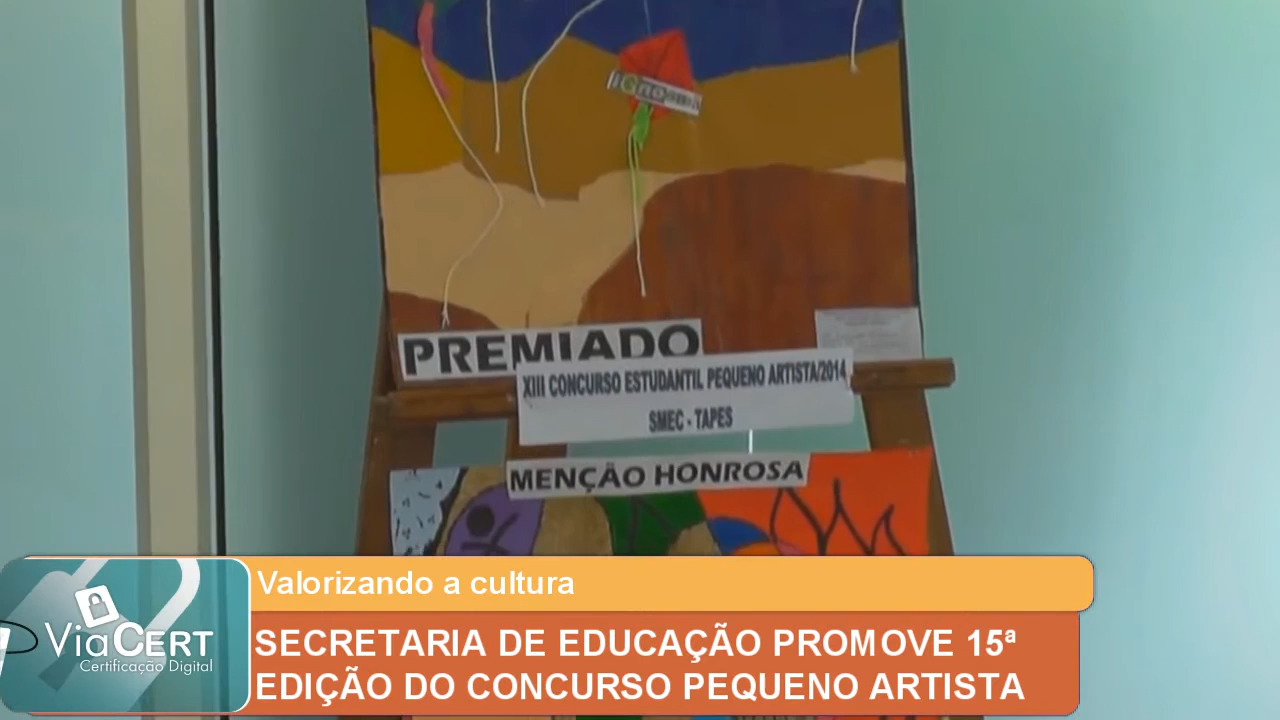 PREMIADO
XIII CONCURSO ESTUDANTIL PEQUENO ARTISTA/2014
SMEC - TAPES
MENÇÃO HONROSA
Valorizando a cultura
VIACERT
Certificação Digital
SECRETARIA DE EDUCAÇÃO PROMOVE 15ª
EDIÇÃO DO CONCURSO PEQUENO ARTISTA